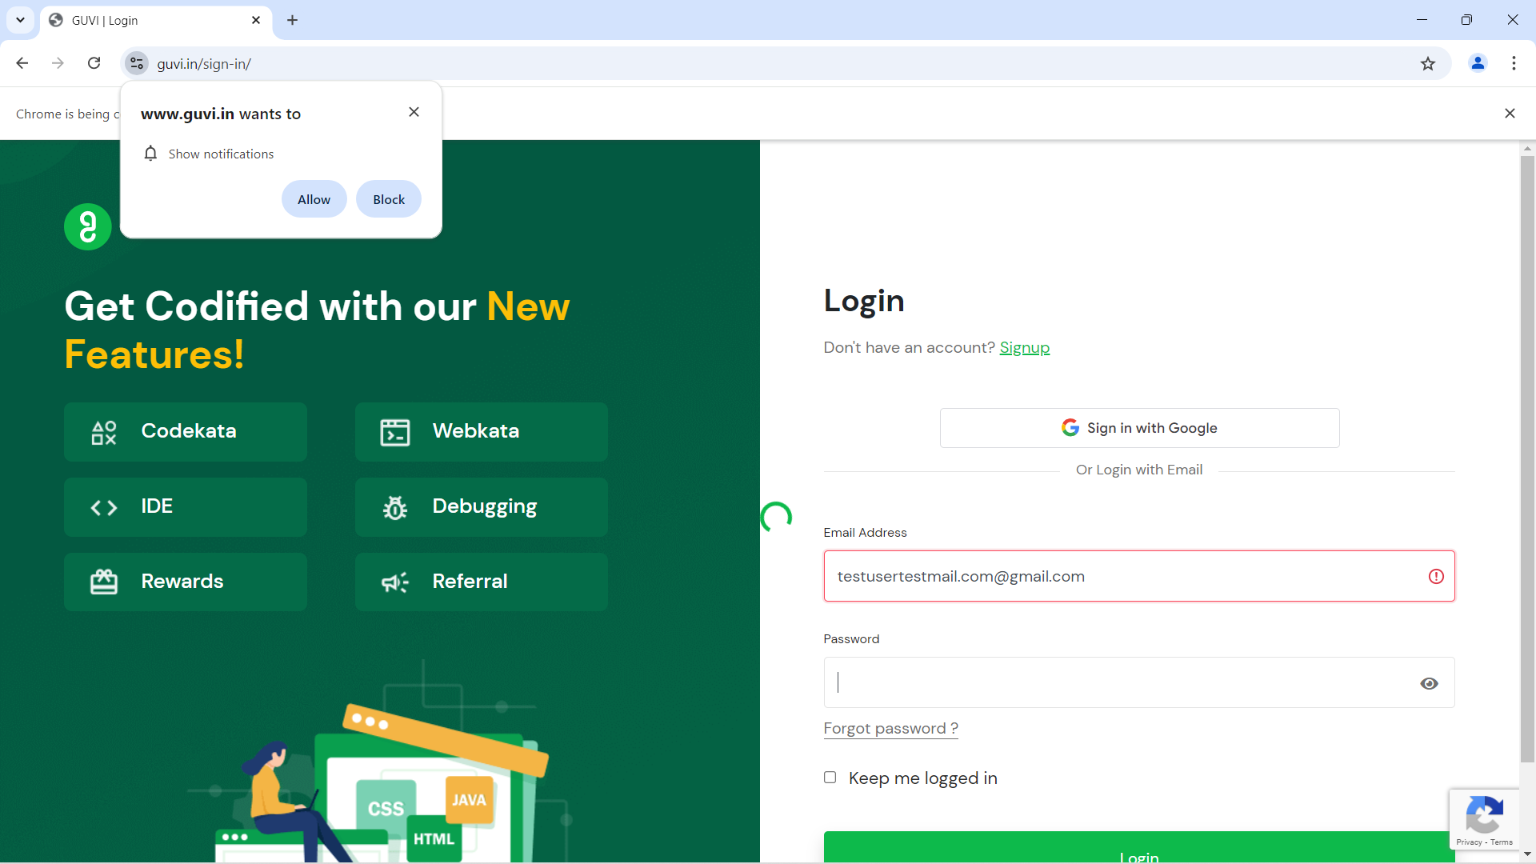 GUVI | Login
guvi.in/sign-in/
Chrome is being c
www.guvi.in wants to
Show notifications
Allow
Block
Get Codified with our New
Features!
Codekata
Webkata
IDE
Debugging
Rewards
Referral
CSS
JAVA
HTML
Login
Don't have an account? Signup
Sign in with Google
Or Login with Email
Email Address
testusertestmail.com@gmail.com
Password
Forgot password ?
Keep me logged in
Login
Privacy - Terms